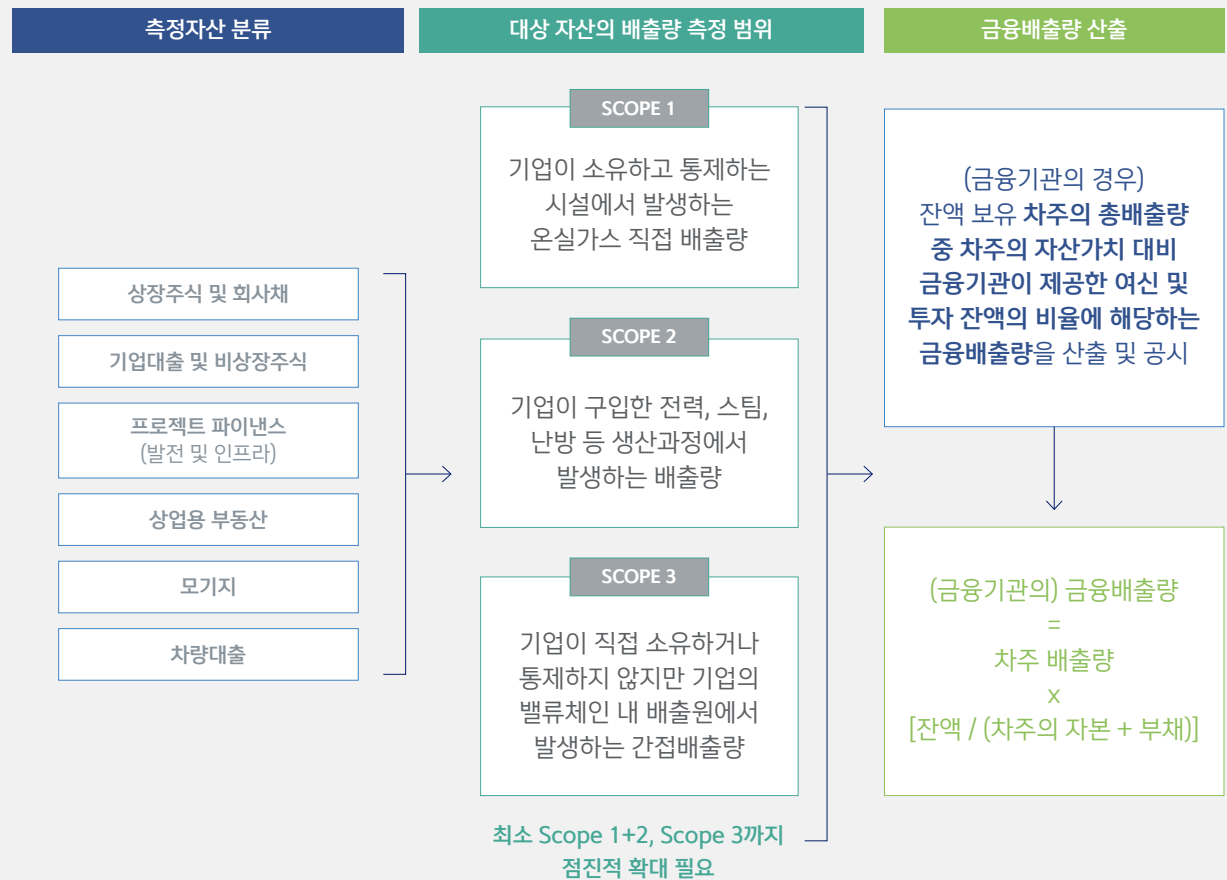 측정자산 분류
상장주식 및 회사채
기업대출 및 비상장주식
프로젝트 파이낸스
(발전 및 인프라)
상업용 부동산
모기지
차량대출
대상 자산의 배출량 측정 범위
SCOPE 1
기업이 소유하고 통제하는
시설에서 발생하는
온실가스 직접 배출량
SCOPE 2
기업이 구입한 전력, 스팀,
난방 등 생산과정에서
발생하는 배출량
SCOPE 3
기업이 직접 소유하거나
통제하지 않지만 기업의
밸류체인 내 배출원에서
발생하는 간접배출량
최소 Scope 1+2, Scope 3까지
점진적 확대 필요
금융배출량 산출
(금융기관의 경우)
잔액 보유 차주의 총배출량
중 차주의 자산가치 대비
금융기관이 제공한 여신 및
투자 잔액의 비율에 해당하는
금융배출량을 산출 및 공시
(금융기관의) 금융배출량
=
차주 배출량
x
[잔액 / (차주의 자본 + 부채)]